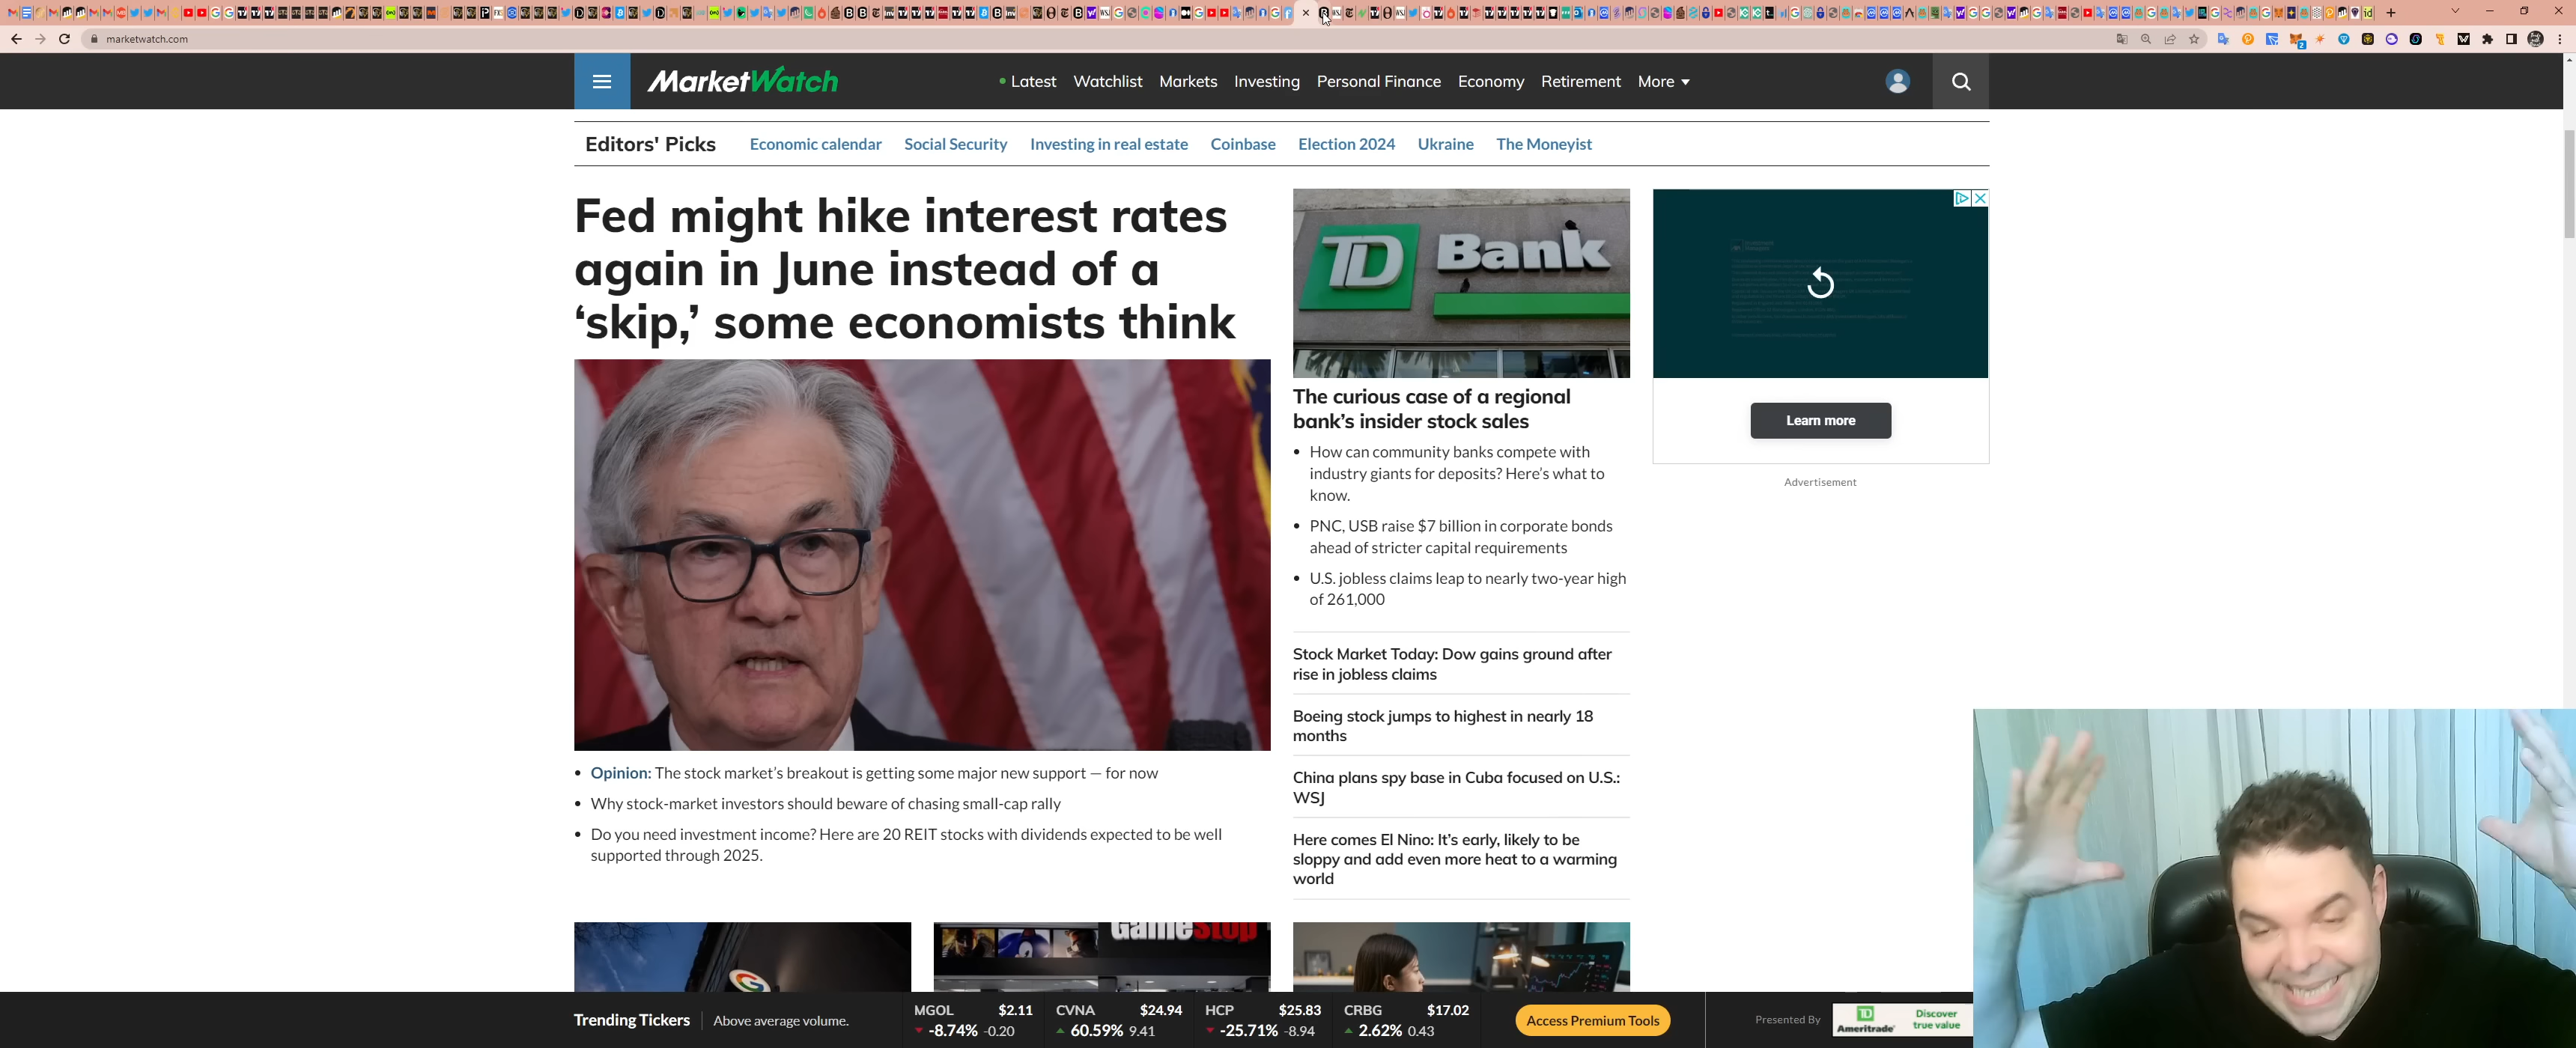 marketwatch.com
MarketWatch
Latest Watchlist Markets Investing Personal Finance Economy Retirement More
Editors' Picks Economic calendar Social Security Investing in real estate Coinbase Election 2024 Ukraine The Moneyist
Fed might hike interest rates
again in June instead of a
‘skip,’ some economists think
Opinion: The stock market’s breakout is getting some major new support — for now
Why stock-market investors should beware of chasing small-cap rally
Do you need investment income? Here are 20 REIT stocks with dividends expected to be well
supported through 2025.
TD Bank
The curious case of a regional
bank’s insider stock sales
How can community banks compete with
industry giants for deposits? Here’s what to
know.
PNC, USB raise $7 billion in corporate bonds
ahead of stricter capital requirements
U.S. jobless claims leap to nearly two-year high
of 261,000
Stock Market Today: Dow gains ground after
rise in jobless claims
Boeing stock jumps to highest in nearly 18
months
China plans spy base in Cuba focused on U.S.:
WSJ
Here comes El Nino: It’s early, likely to be
sloppy and add even more heat to a warming
world
Learn more
Advertisement
GameStop
Trending Tickers Above average volume.
MGOL $2.11
-8.74% -0.20
CVNA $24.94
60.59% 9.41
HCP $25.83
-25.71% -8.94
CRBG $17.02
2.62% 0.43
Access Premium Tools
Presented By
TD
Ameritrade
Discover
true value